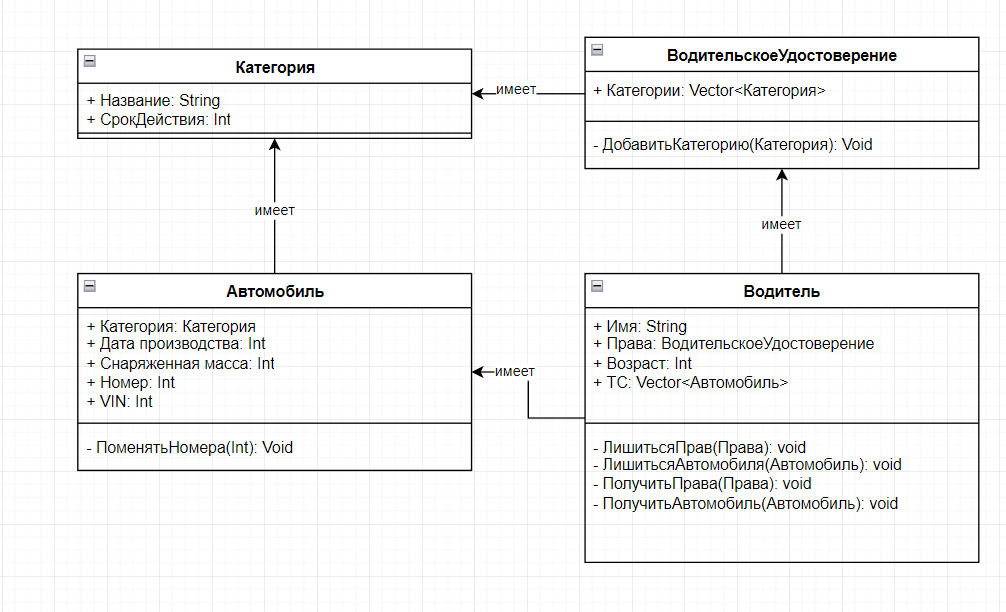 Категория
+ Название: String
+ СрокДействия: Int
имеет
ВодительскоеУдостоверение
+ Категории: Vector<Категория>
- ДобавитьКатегорию(Категория): Void
имеет
имеет
Автомобиль
+ Категория: Категория
+ Дата производства: Int
+ Снаряженная масса: Int
+ Номер: Int
+ VIN: Int
- ПоменятьНомера(Int): Void
имеет
Водитель
+ Имя: String
+ Права: ВодительскоеУдостоверение
+ Возраст: Int
+ ТС: Vector<Автомобиль>
- ЛишитьсяПрав(Права): void
- ЛишитьсяАвтомобиля(Автомобиль): void
- ПолучитьПрава(Права): void
- ПолучитьАвтомобиль(Автомобиль): void